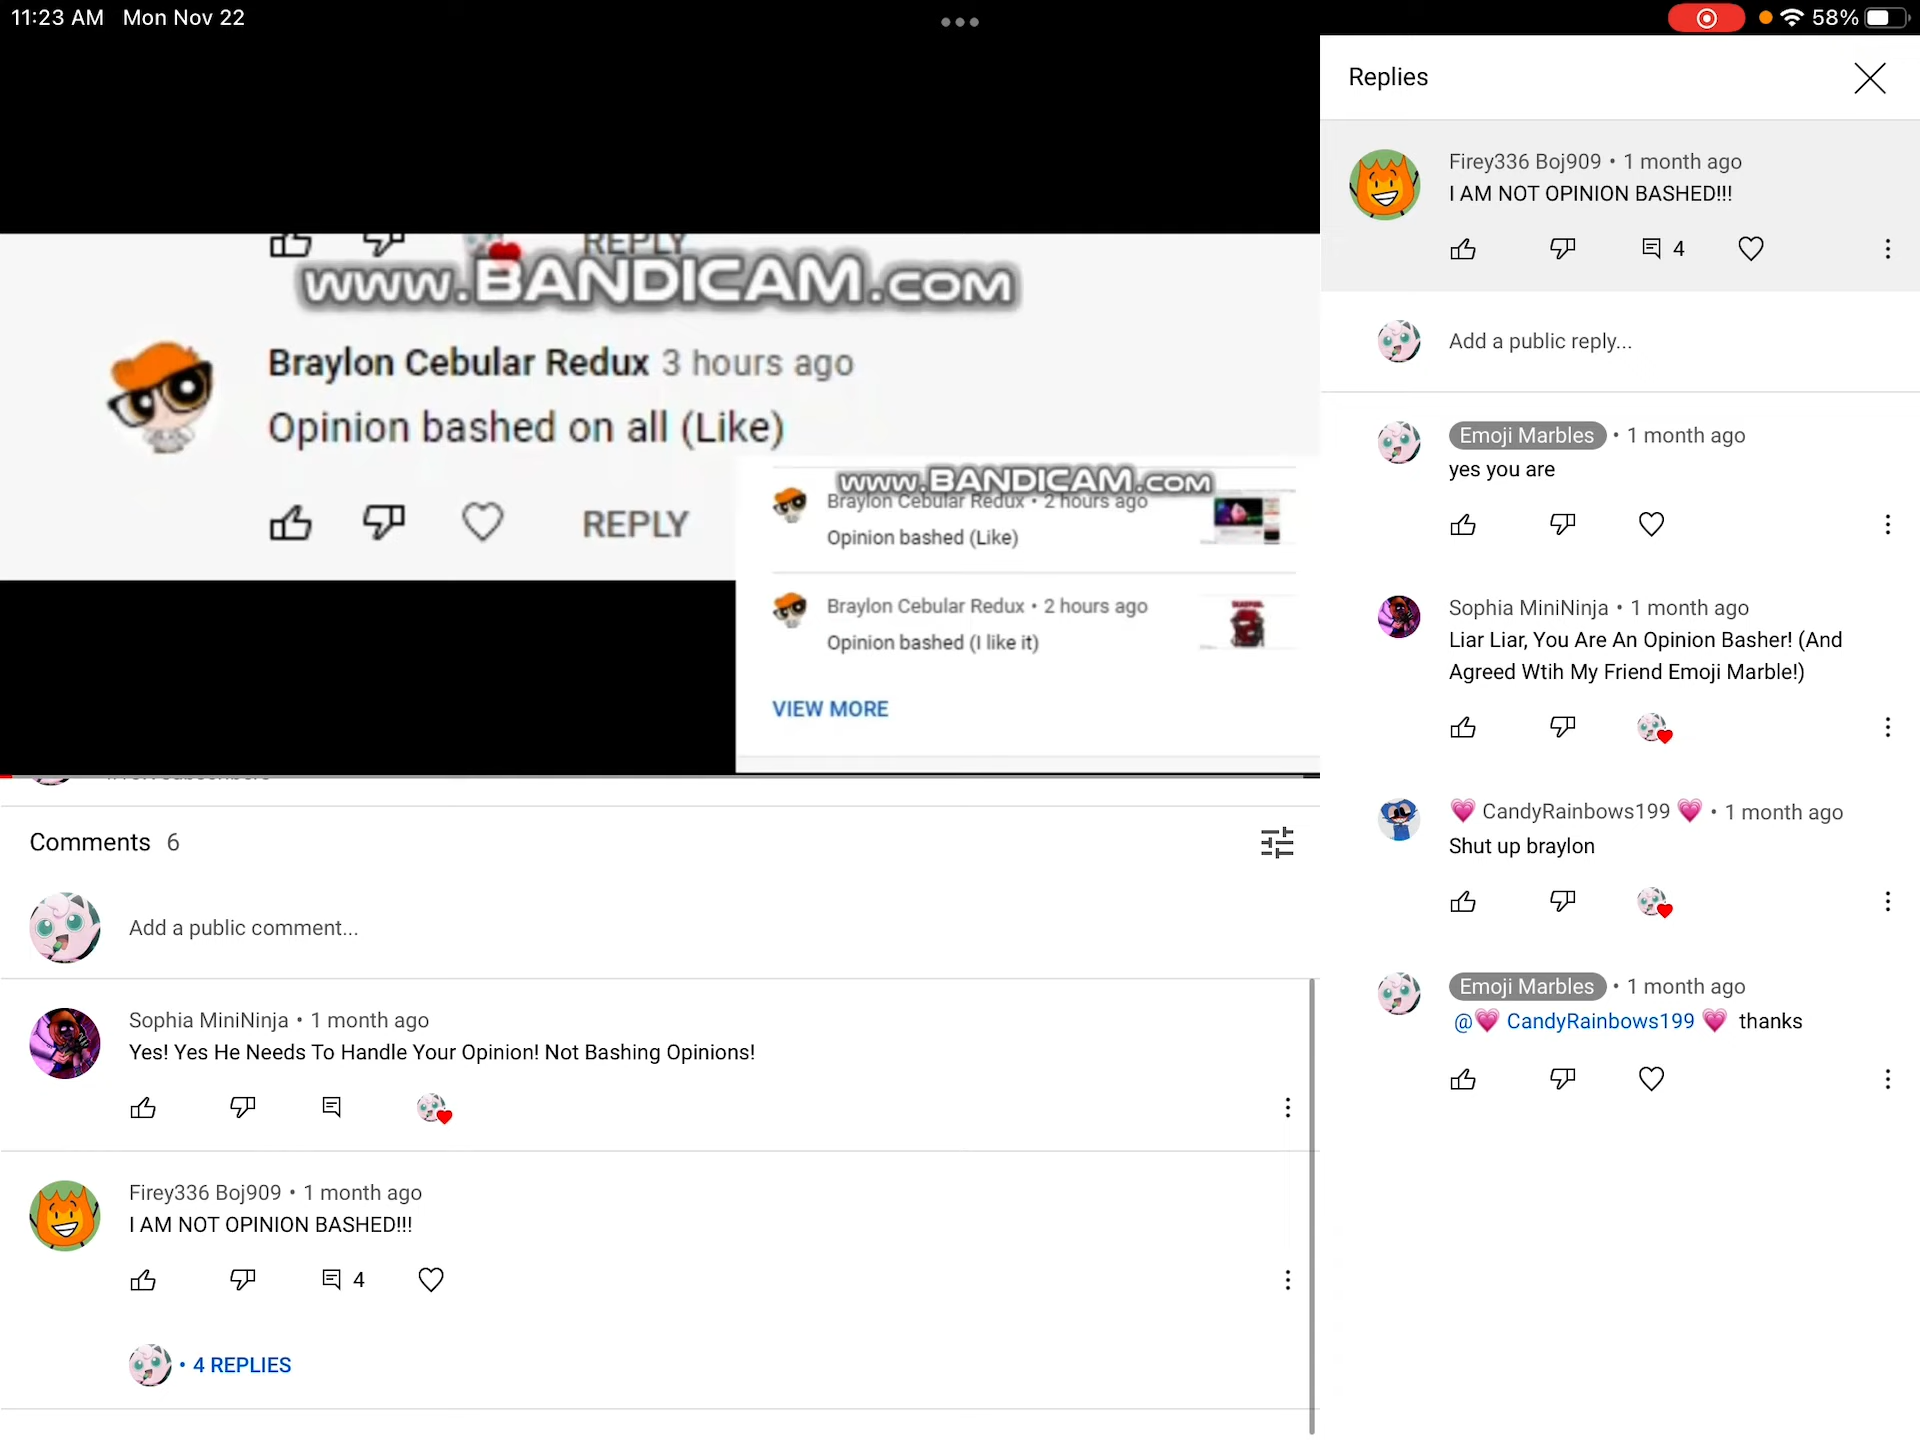 11:23 AM Mon Nov 22
58%
REPLY
www.BANDICAM.com
Braylon Cebular Redux 3 hours ago
Opinion bashed on all (Like)
REPLY
www.BANDICAM.com
Braylon Cebular Redux • 2 hours ago
Opinion bashed (Like)
Braylon Cebular Redux • 2 hours ago
Opinion bashed (I like it)
VIEW MORE
Comments 6
Add a public comment...
Sophia MiniNinja • 1 month ago
Yes! Yes He Needs To Handle Your Opinion! Not Bashing Opinions!
Firey336 Boj909 • 1 month ago
I AM NOT OPINION BASHED!!!
4
• 4 REPLIES
Replies
Firey336 Boj909 • 1 month ago
I AM NOT OPINION BASHED!!!
4
Add a public reply...
Emoji Marbles • 1 month ago
yes you are
Sophia MiniNinja • 1 month ago
Liar Liar, You Are An Opinion Basher! (And
Agreed Wtih My Friend Emoji Marble!)
💗 CandyRainbows199 💗 • 1 month ago
Shut up braylon
Emoji Marbles • 1 month ago
@💗 CandyRainbows199 💗 thanks